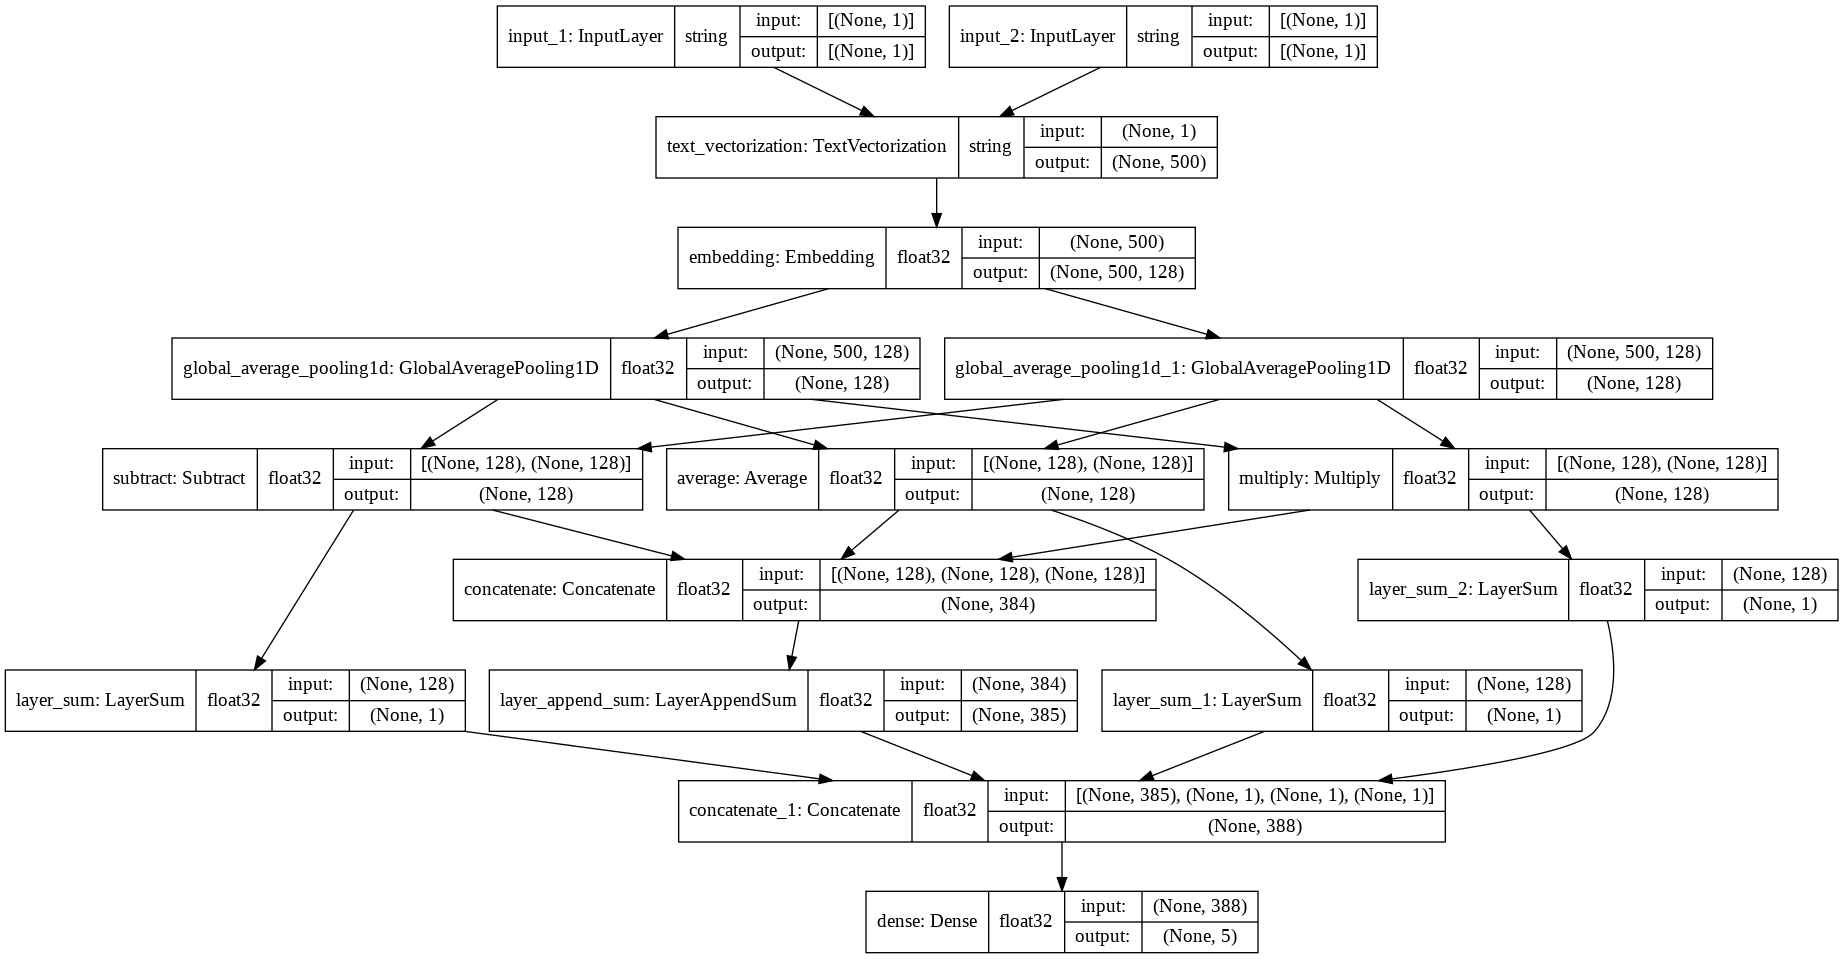 input_1: InputLayer string input: [(None, 1)] output: [(None, 1)]
input_2: InputLayer string input: [(None, 1)] output: [(None, 1)]
text_vectorization: TextVectorization string input: (None, 1) output: (None, 500)
embedding: Embedding float32 input: (None, 500) output: (None, 500, 128)
global_average_pooling1d: GlobalAveragePooling1D float32 input: (None, 500, 128) output: (None, 128)
global_average_pooling1d_1: GlobalAveragePooling1D float32 input: (None, 500, 128) output: (None, 128)
subtract: Subtract float32 input: [(None, 128), (None, 128)] output: (None, 128)
average: Average float32 input: [(None, 128), (None, 128)] output: (None, 128)
multiply: Multiply float32 input: [(None, 128), (None, 128)] output: (None, 128)
concatenate: Concatenate float32 input: [(None, 128), (None, 128), (None, 128)] output: (None, 384)
layer_sum_2: LayerSum float32 input: (None, 128) output: (None, 1)
layer_sum: LayerSum float32 input: (None, 128) output: (None, 1)
layer_append_sum: LayerAppendSum float32 input: (None, 384) output: (None, 385)
layer_sum_1: LayerSum float32 input: (None, 128) output: (None, 1)
concatenate_1: Concatenate float32 input: [(None, 385), (None, 1), (None, 1), (None, 1)] output: (None, 388)
dense: Dense float32 input: (None, 388) output: (None, 5)